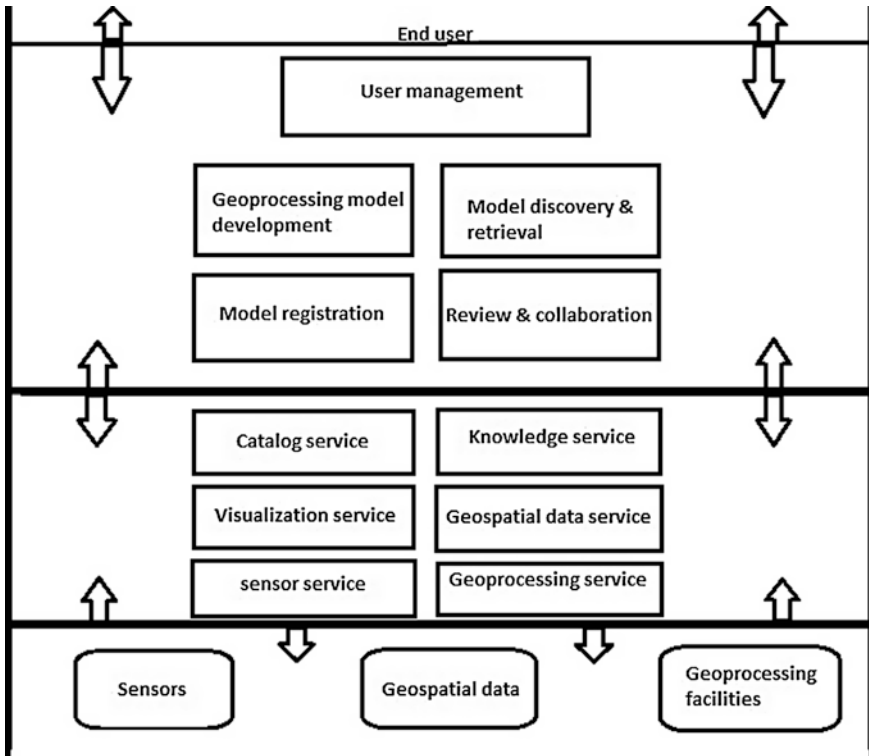 End user
User management
Geoprocessing model
development
Model discovery &
retrieval
Model registration
Review & collaboration
Catalog service
Knowledge service
Visualization service
Geospatial data service
sensor service
Geoprocessing service
Sensors
Geospatial data
Geoprocessing
facilities